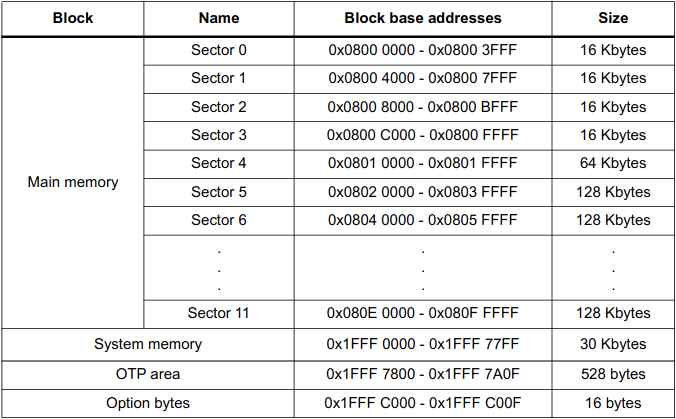 Block Name Block base addresses Size
Sector 0 0x0800 0000 - 0x0800 3FFF 16 Kbytes
Sector 1 0x0800 4000 - 0x0800 7FFF 16 Kbytes
Sector 2 0x0800 8000 - 0x0800 BFFF 16 Kbytes
Sector 3 0x0800 C000 - 0x0800 FFFF 16 Kbytes
Main memory Sector 4 0x0801 0000 - 0x0801 FFFF 64 Kbytes
Sector 5 0x0802 0000 - 0x0803 FFFF 128 Kbytes
Sector 6 0x0804 0000 - 0x0805 FFFF 128 Kbytes
. . .
. . .
. . .
Sector 11 0x080E 0000 - 0x080F FFFF 128 Kbytes
System memory 0x1FFF 0000 - 0x1FFF 77FF 30 Kbytes
OTP area 0x1FFF 7800 - 0x1FFF 7A0F 528 bytes
Option bytes 0x1FFF C000 - 0x1FFF C00F 16 bytes